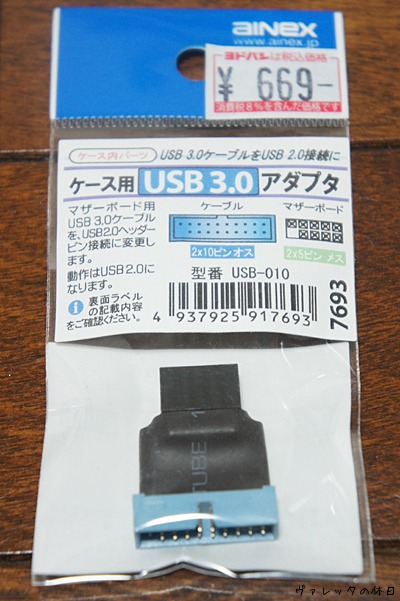 ainex
www.ainex.jp
ヨドバシは税込価格
¥ 669-
消費税8%を含んだ価格です
ケース内パーツ
USB 3.0ケーブルをUSB 2.0接続に
ケース用 USB 3.0 アダプタ
マザーボード用
USB 3.0ケーブル
を、USB2.0ヘッダー
ピン接続に変更し
ます。
動作はUSB2.0に
なります。
i 裏面ラベル
の記載内容
をご確認ください。
ケーブル
2x10ピンオス
マザーボード
2x5ピン メス
型番 USB-010
4 937925 917693
7693
TUBE 1
ヴァレッタの休日